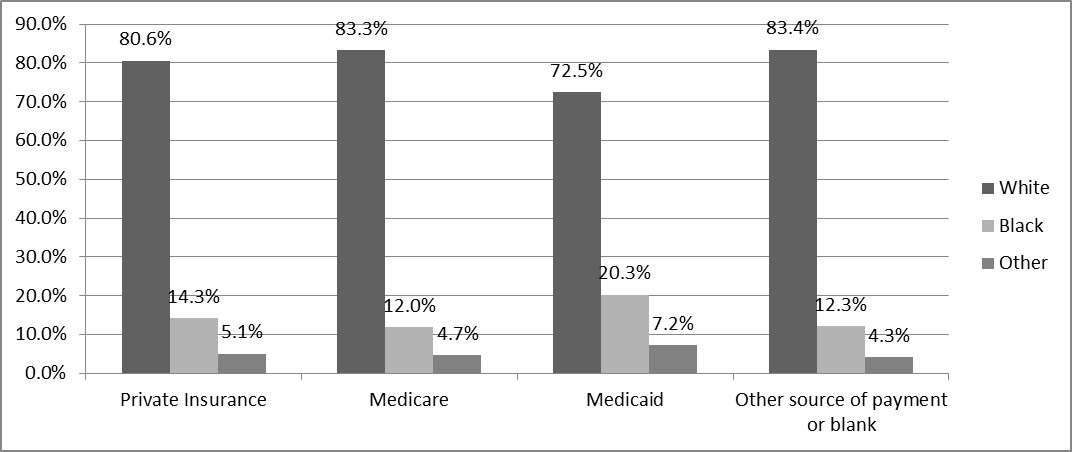 90.0%
80.0%
70.0%
60.0%
50.0%
40.0%
30.0%
20.0%
10.0%
0.0%
80.6%
14.3%
5.1%
83.3%
12.0%
4.7%
72.5%
20.3%
7.2%
83.4%
12.3%
4.3%
Private Insurance
Medicare
Medicaid
Other source of payment
or blank
White
Black
Other